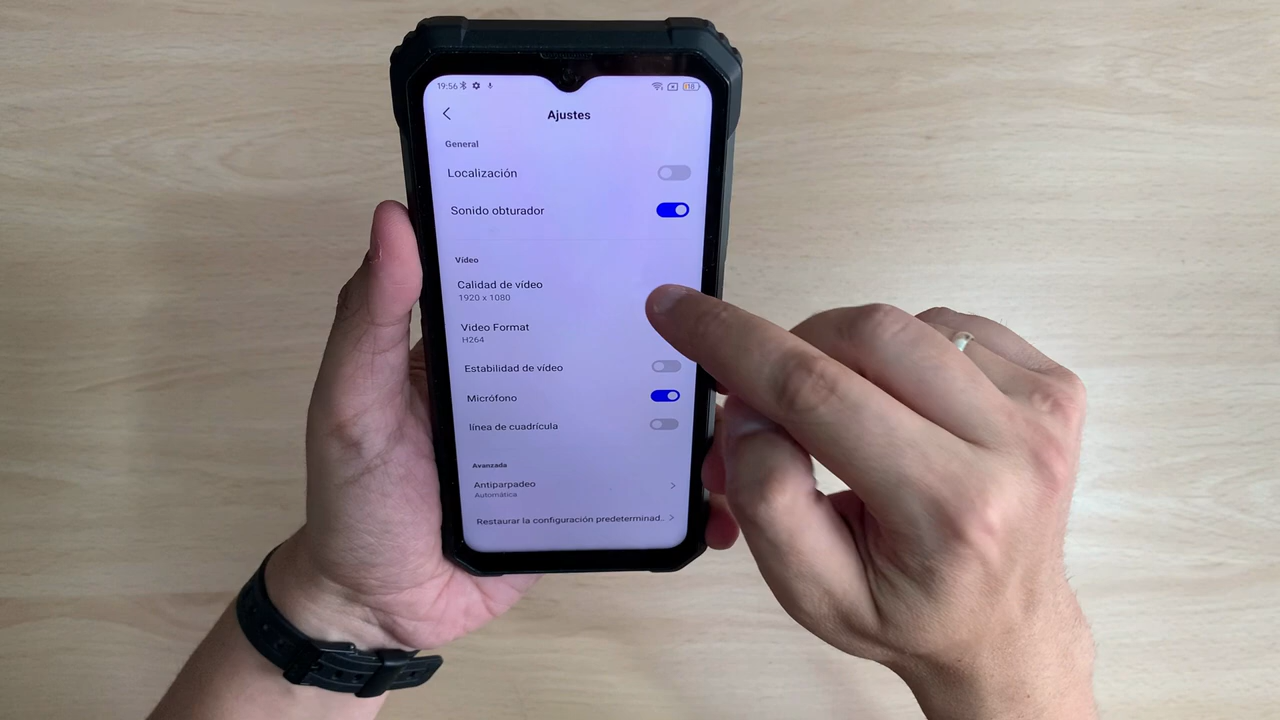 19:56 18
Ajustes
General
Localización
Sonido obturador
Vídeo
Calidad de vídeo
1920 x 1080
Video Format
H264
Estabilidad de vídeo
Micrófono
línea de cuadrícula
Avanzada
Antiparpadeo
Automática
Restaurar la configuración predeterminad..